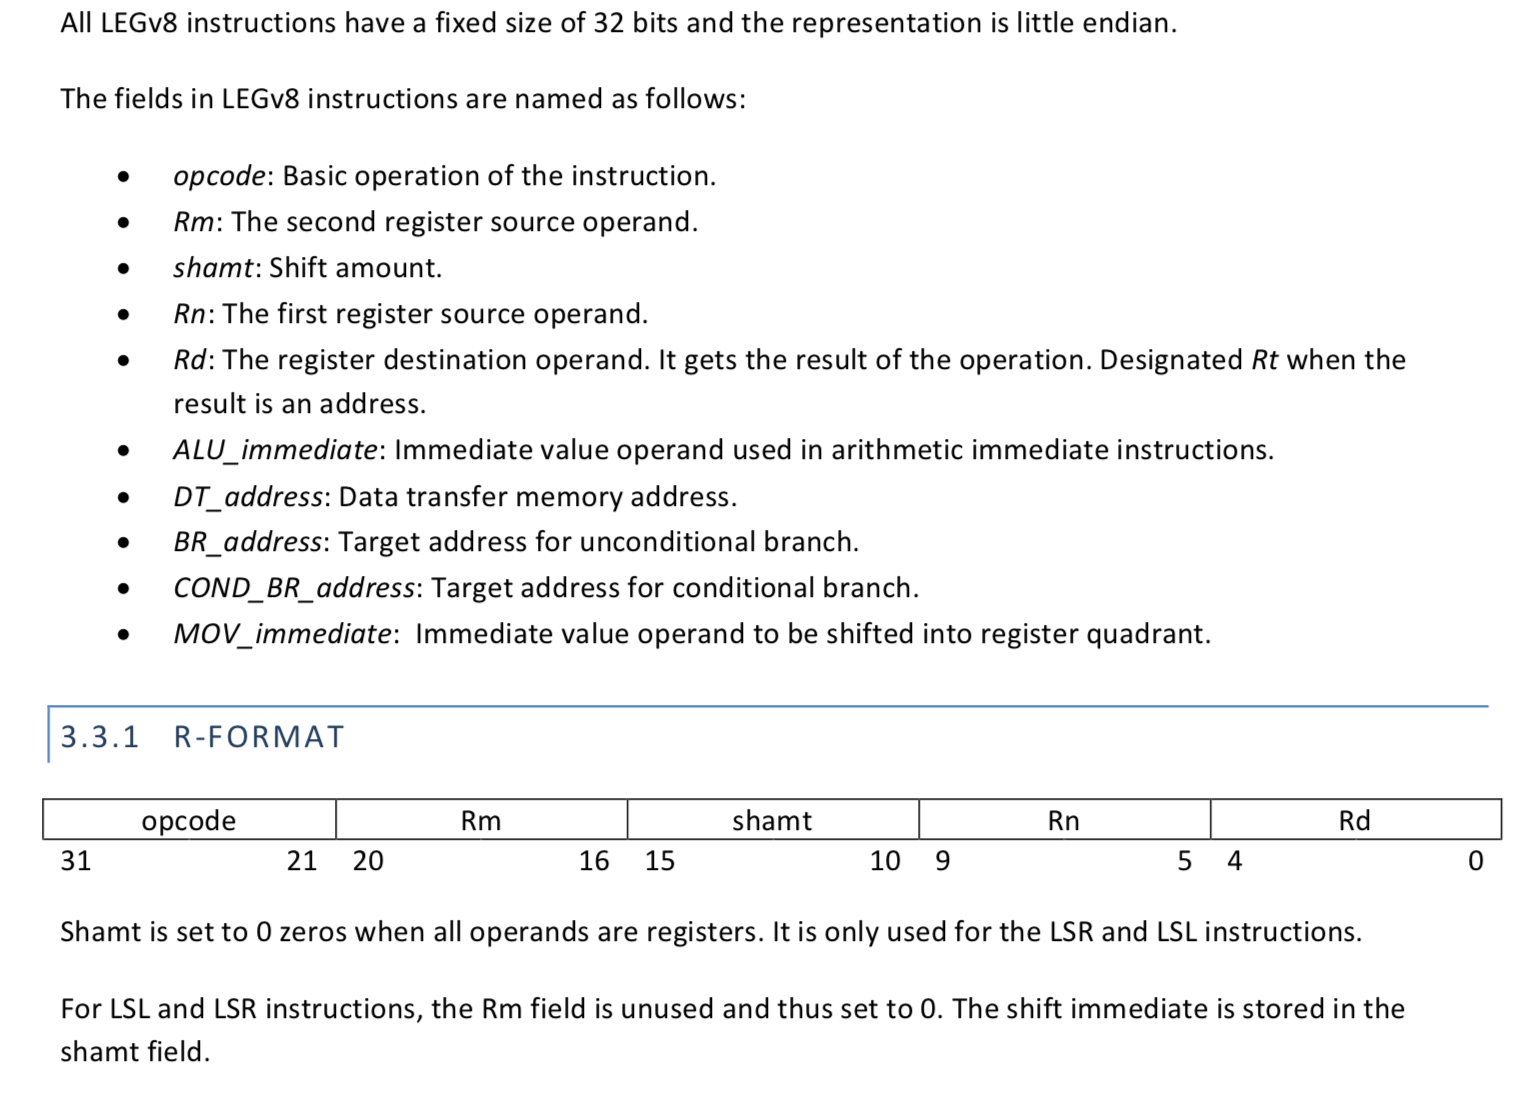 All LEGv8 instructions have a fixed size of 32 bits and the representation is little endian.
The fields in LEGv8 instructions are named as follows:
• opcode: Basic operation of the instruction.
• Rm: The second register source operand.
• shamt: Shift amount.
• Rn: The first register source operand.
• Rd: The register destination operand. It gets the result of the operation. Designated Rt when the
result is an address.
• ALU_immediate: Immediate value operand used in arithmetic immediate instructions.
• DT_address: Data transfer memory address.
• BR_address: Target address for unconditional branch.
• COND_BR_address: Target address for conditional branch.
• MOV_immediate: Immediate value operand to be shifted into register quadrant.
3.3.1 R-FORMAT
opcode Rm shamt Rn Rd
31 21 20 16 15 10 9 5 4 0
Shamt is set to 0 zeros when all operands are registers. It is only used for the LSR and LSL instructions.
For LSL and LSR instructions, the Rm field is unused and thus set to 0. The shift immediate is stored in the
shamt field.